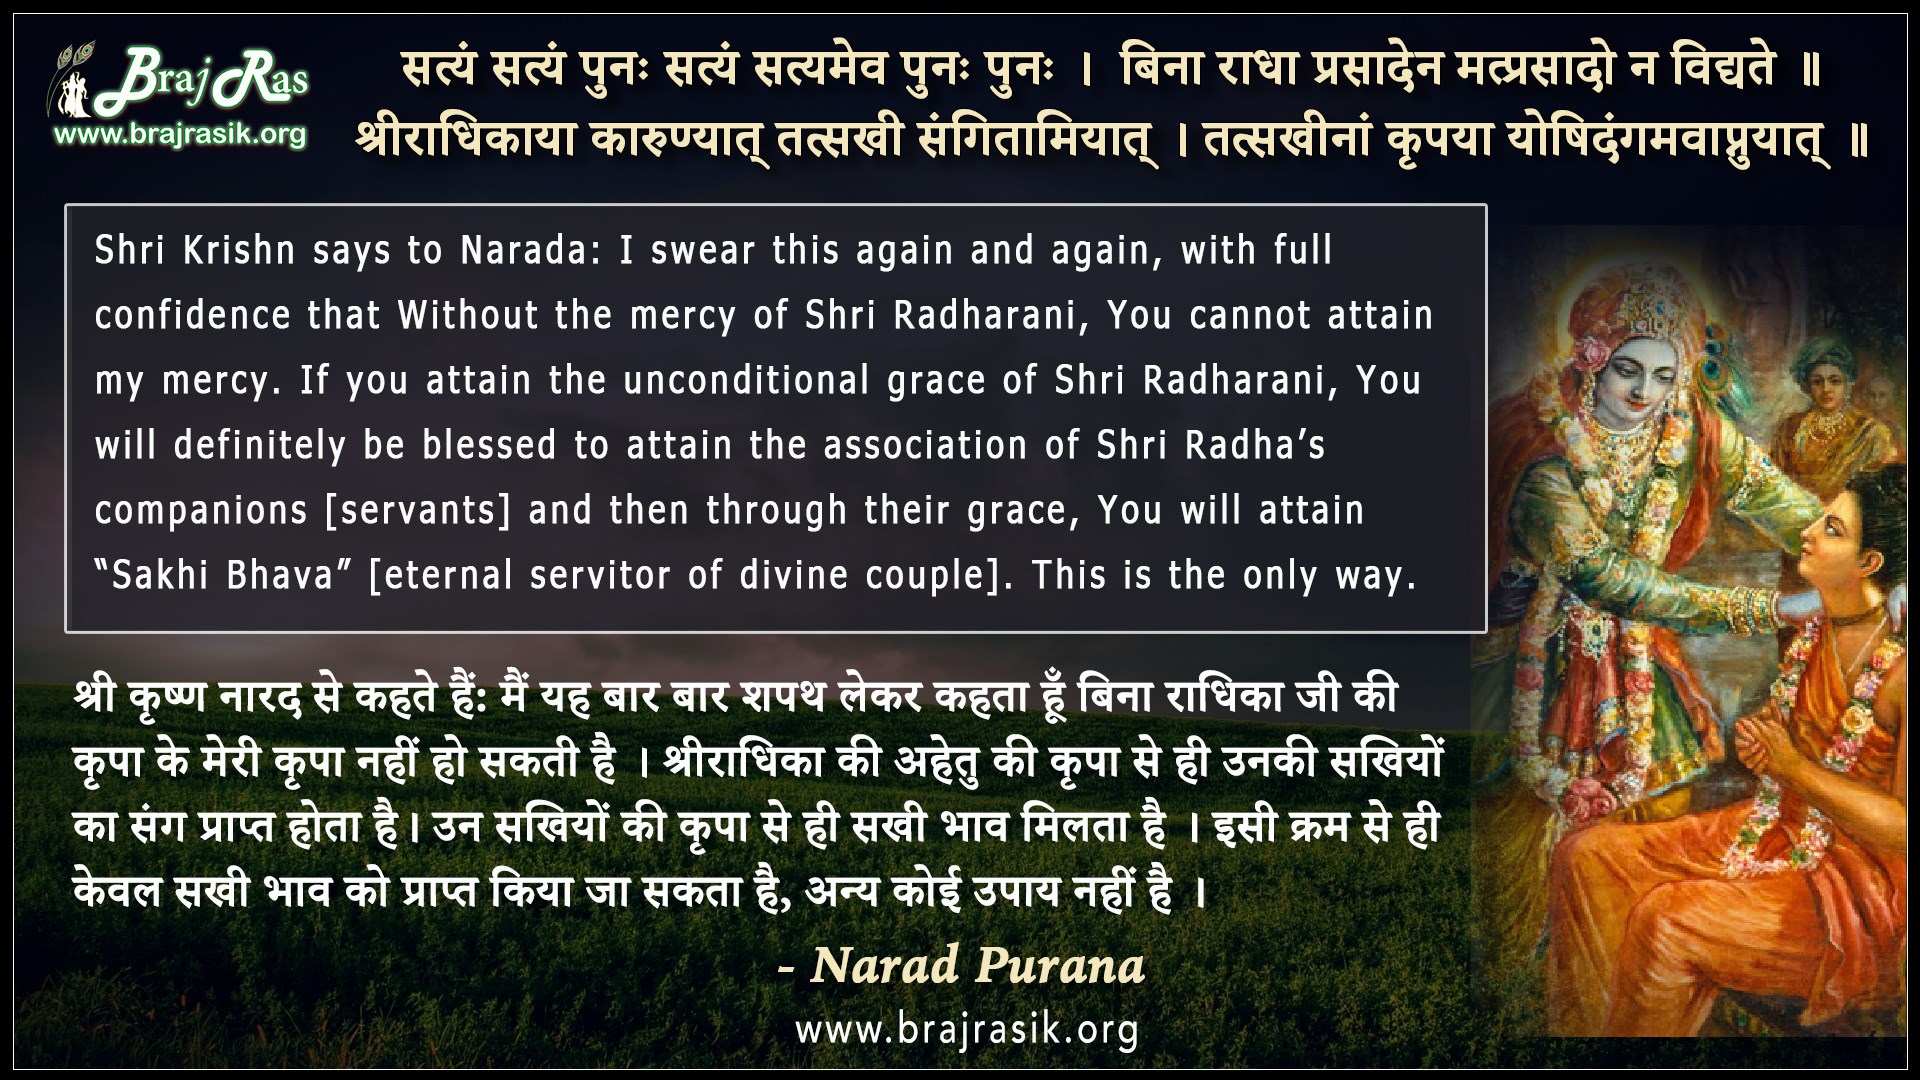 Braj Ras
www.brajrasik.org
सत्यं सत्यं पुनः सत्यं सत्यमेव पुनः पुनः । बिना राधा प्रसादेन मत्प्रसादो न विद्यते ॥
श्रीराधिकाया कारुण्यात् तत्सखी संगितामियात् । तत्सखीनां कृपया योषिदंगमवाप्नुयात् ॥
Shri Krishn says to Narada: I swear this again and again, with full
confidence that Without the mercy of Shri Radharani, You cannot attain
my mercy. If you attain the unconditional grace of Shri Radharani, You
will definitely be blessed to attain the association of Shri Radha’s
companions [servants] and then through their grace, You will attain
“Sakhi Bhava” [eternal servitor of divine couple]. This is the only way.
श्री कृष्ण नारद से कहते हैं: मैं यह बार बार शपथ लेकर कहता हूँ बिना राधिका जी की
कृपा के मेरी कृपा नहीं हो सकती है । श्रीराधिका की अहेतु की कृपा से ही उनकी सखियों
का संग प्राप्त होता है। उन सखियों की कृपा से ही सखी भाव मिलता है । इसी क्रम से ही
केवल सखी भाव को प्राप्त किया जा सकता है, अन्य कोई उपाय नहीं है ।
- Narad Purana
www.brajrasik.org